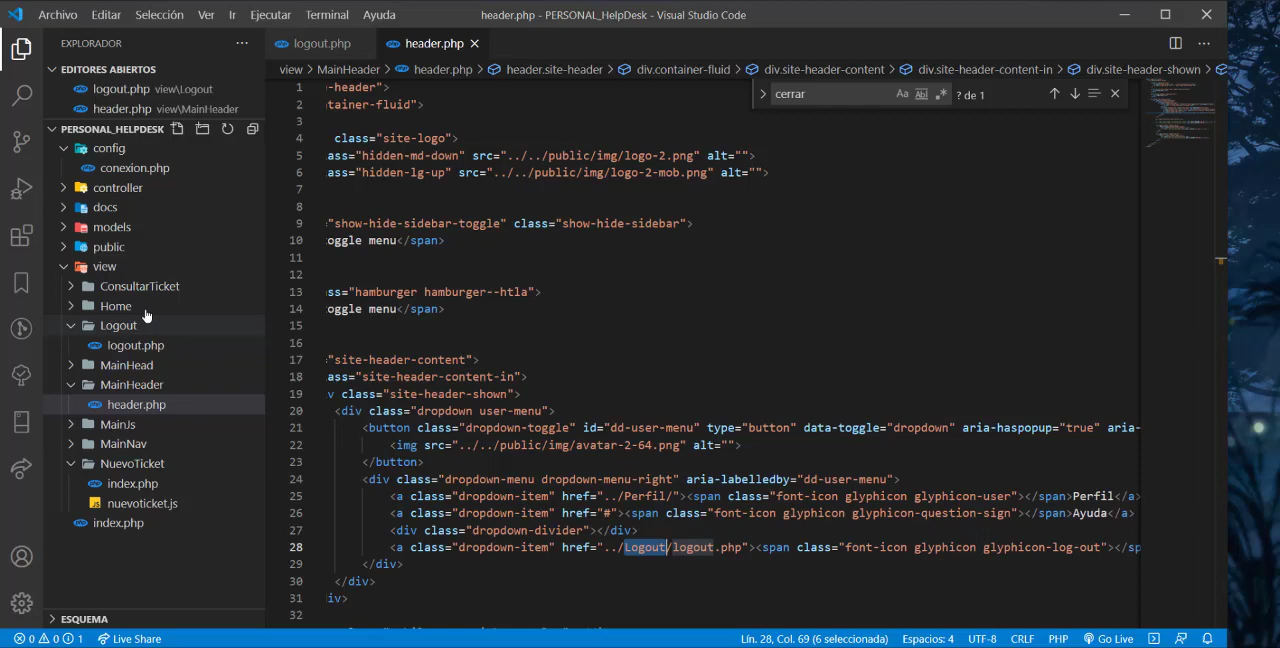 Archivo Editar Selección Ver Ir Ejecutar Terminal Ayuda header.php - PERSONAL_HelpDesk - Visual Studio Code
EXPLORADOR
EDITORES ABIERTOS
logout.php view\Logout
header.php view\MainHeader
PERSONAL_HELPDESK
config
conexion.php
controller
docs
models
public
view
ConsultarTicket
Home
Logout
logout.php
MainHead
MainHeader
header.php
MainJs
MainNav
NuevoTicket
index.php
nuevoticket.js
index.php
ESQUEMA
logout.php header.php
view > MainHeader > header.php > header.site-header > div.container-fluid > div.site-header-content > div.site-header-content-in > div.site-header-shown >
cerrar Aa Abl .* ? de 1
1 -header">
2 tainer-fluid">
3
4 class="site-logo">
5 ass="hidden-md-down" src="../../public/img/logo-2.png" alt="">
6 ass="hidden-lg-up" src="../../public/img/logo-2-mob.png" alt="">
7
8
9 "show-hide-sidebar-toggle" class="show-hide-sidebar">
10 oggle menu</span>
11
12
13 ss="hamburger hamburger--htla">
14 oggle menu</span>
15
16
17 "site-header-content">
18 ass="site-header-content-in">
19 v class="site-header-shown">
20 <div class="dropdown user-menu">
21 <button class="dropdown-toggle" id="dd-user-menu" type="button" data-toggle="dropdown" aria-haspopup="true" aria-
22 <img src="../../public/img/avatar-2-64.png" alt="">
23 </button>
24 <div class="dropdown-menu dropdown-menu-right" aria-labelledby="dd-user-menu">
25 <a class="dropdown-item" href="../Perfil/"><span class="font-icon glyphicon glyphicon-user"></span>Perfil</a>
26 <a class="dropdown-item" href="#"><span class="font-icon glyphicon glyphicon-question-sign"></span>Ayuda</a>
27 <div class="dropdown-divider"></div>
28 <a class="dropdown-item" href="../Logout/logout.php"><span class="font-icon glyphicon glyphicon-log-out"></sp
29 </div>
30 </div>
31 div>
32
0 0 1 Live Share Lín. 28, Col. 69 (6 seleccionada) Espacios: 4 UTF-8 CRLF PHP Go Live